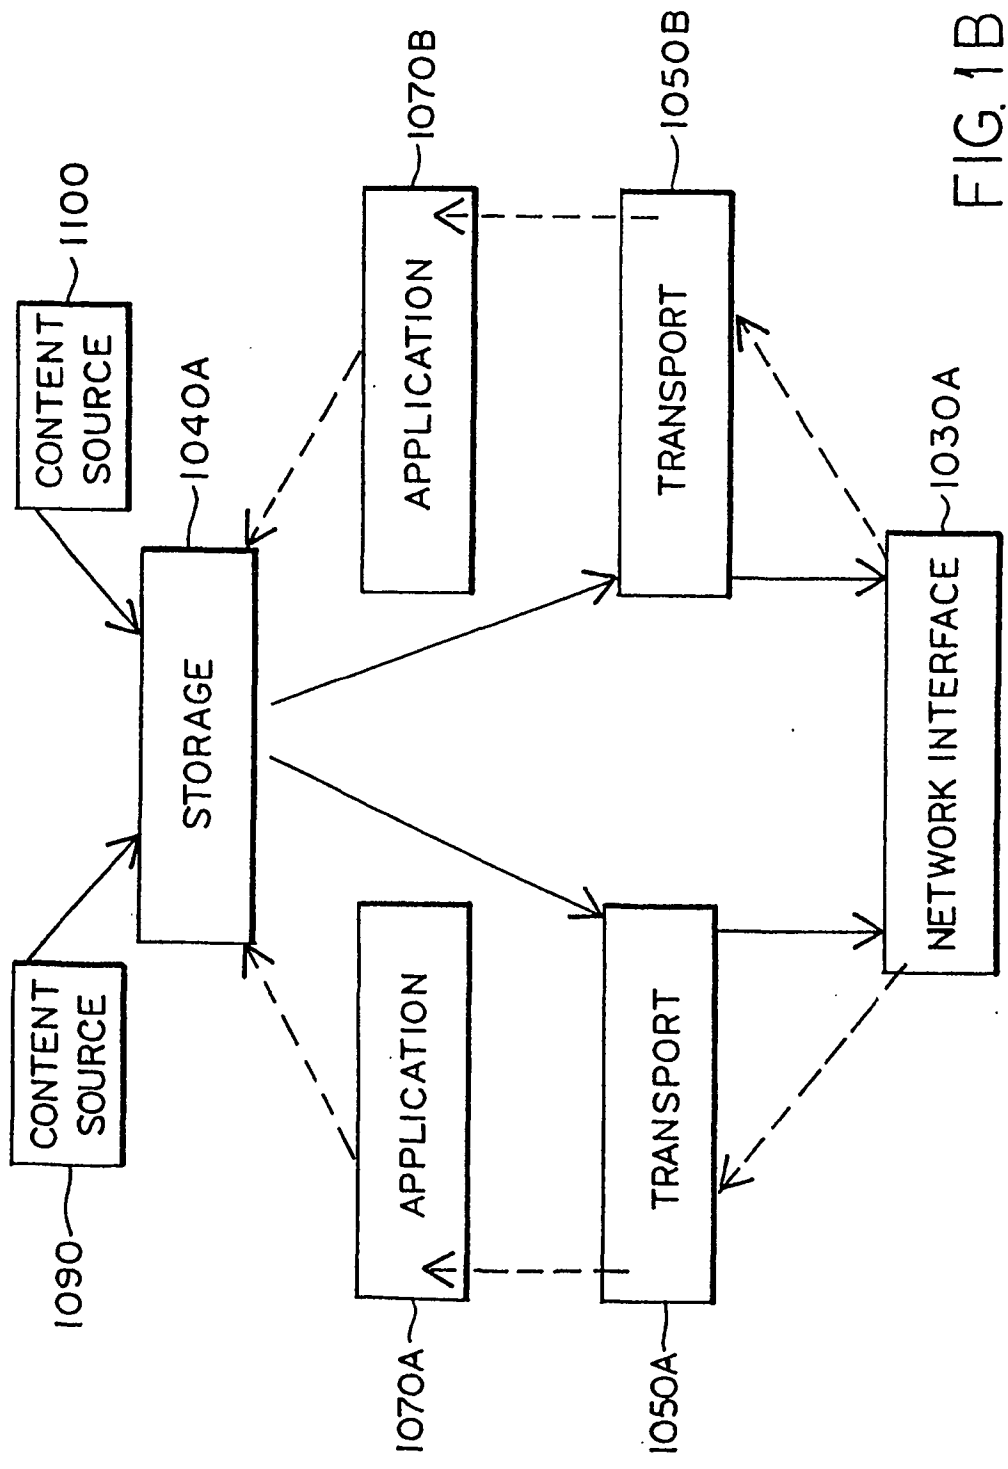 1090
CONTENT
SOURCE
CONTENT
SOURCE
1100
STORAGE
1040A
1070A
APPLICATION
APPLICATION
1070B
1050A
TRANSPORT
TRANSPORT
1050B
NETWORK INTERFACE
1030A
FIG. 1B